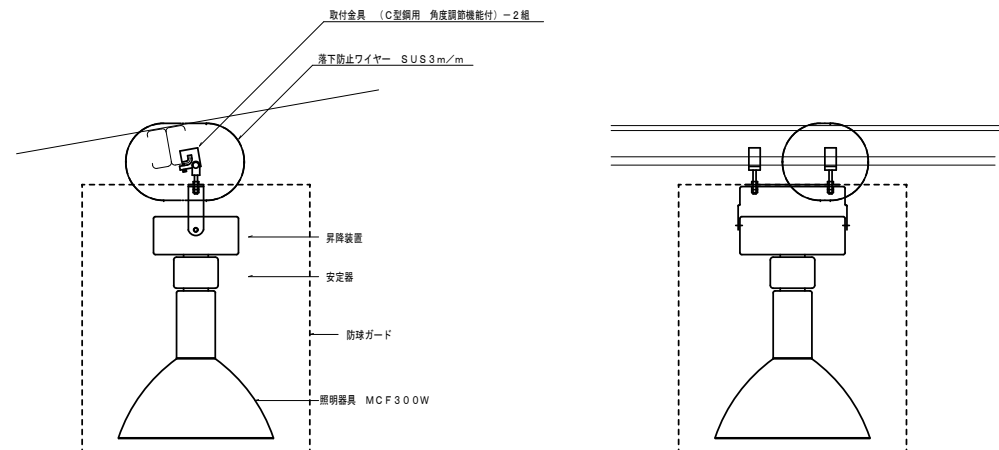 取付金具　（Ｃ型鋼用　角度調節機能付）－２組
落下防止ワイヤー　ＳＵＳ３ｍ／ｍ
昇降装置
安定器
防球ガード
照明器具　ＭＣＦ３００Ｗ